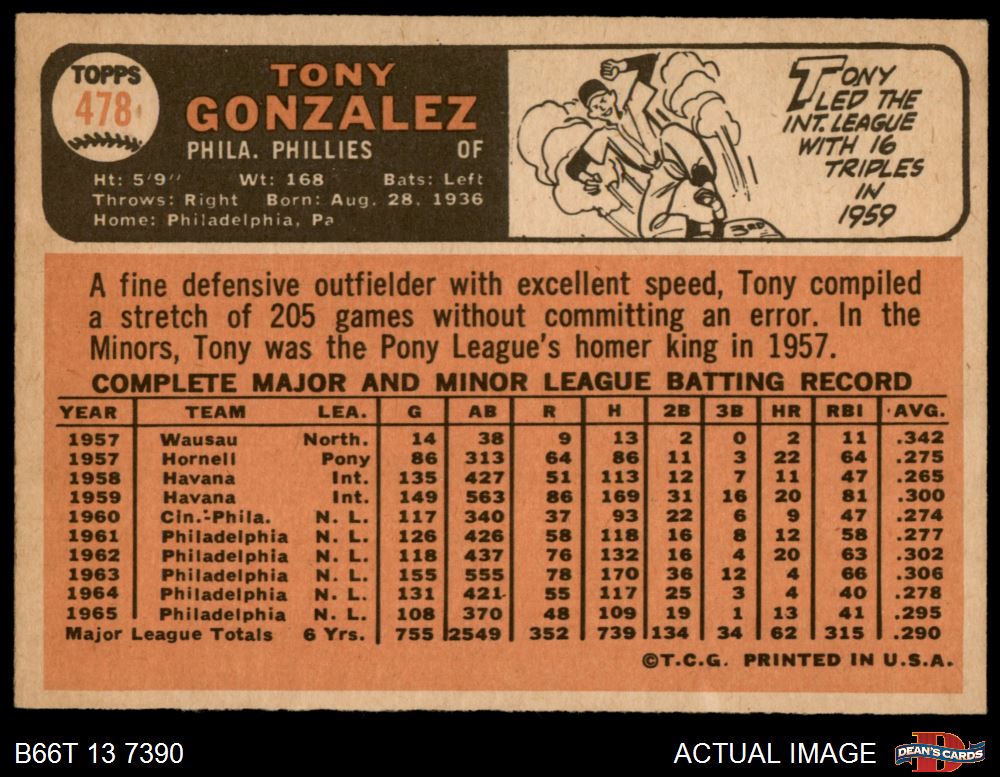 TOPPS
478
TONY
GONZALEZ
PHILA. PHILLIES OF
Ht: 5'9" Wt: 168 Bats: Left
Throws: Right Born: Aug. 28, 1936
Home: Philadelphia, Pa
TONY
LED THE
INT. LEAGUE
WITH 16
TRIPLES
IN
1959
3RD
A fine defensive outfielder with excellent speed, Tony compiled
a stretch of 205 games without committing an error. In the
Minors, Tony was the Pony League's homer king in 1957.
COMPLETE MAJOR AND MINOR LEAGUE BATTING RECORD
YEAR TEAM LEA. G AB R H 2B 3B HR RBI AVG.
1957 Wausau North. 14 38 9 13 2 0 2 11 .342
1957 Hornell Pony 86 313 64 86 11 3 22 64 .275
1958 Havana Int. 135 427 51 113 12 7 11 47 .265
1959 Havana Int. 149 563 86 169 31 16 20 81 .300
1960 Cin.-Phila. N. L. 117 340 37 93 22 6 9 47 .274
1961 Philadelphia N. L. 126 426 58 118 16 8 12 58 .277
1962 Philadelphia N. L. 118 437 76 132 16 4 20 63 .302
1963 Philadelphia N. L. 155 555 78 170 36 12 4 66 .306
1964 Philadelphia N. L. 131 421 55 117 25 3 4 40 .278
1965 Philadelphia N. L. 108 370 48 109 19 1 13 41 .295
Major League Totals 6 Yrs. 755 2549 352 739 134 34 62 315 .290
©T.C.G. PRINTED IN U.S.A.
B66T 13 7390
ACTUAL IMAGE
DEAN'S CARDS